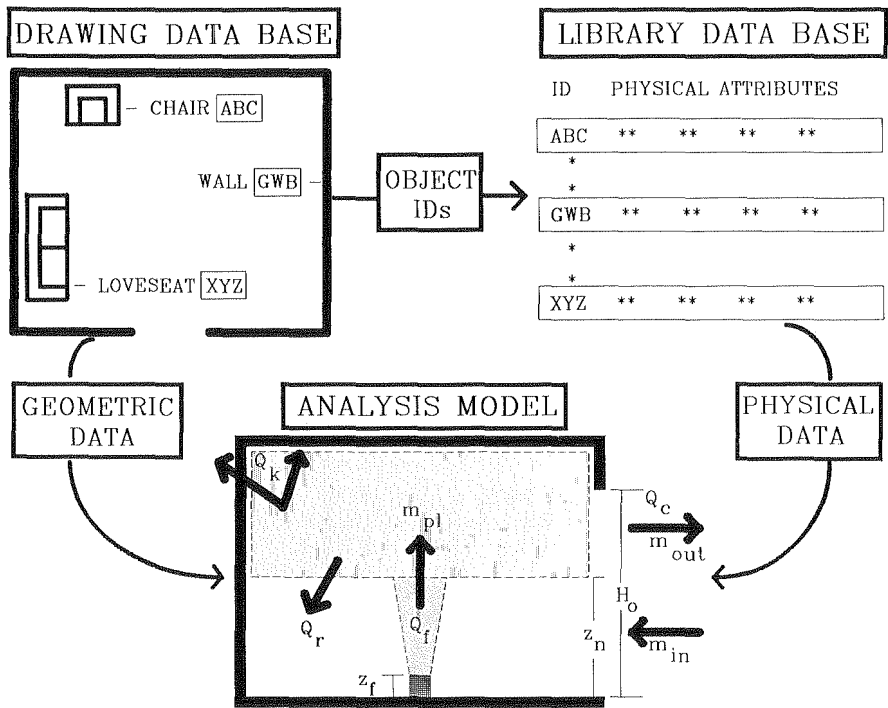 DRAWING DATA BASE
CHAIR ABC
WALL GWB
LOVESEAT XYZ
OBJECT
IDs
LIBRARY DATA BASE
ID PHYSICAL ATTRIBUTES
ABC ** ** ** **
*
*
GWB ** ** ** **
*
*
XYZ ** ** ** **
GEOMETRIC
DATA
ANALYSIS MODEL
PHYSICAL
DATA
Q_k
m_pl
Q_c
m_out
Q_r
Q_f
H_o
z_n
m_in
z_f